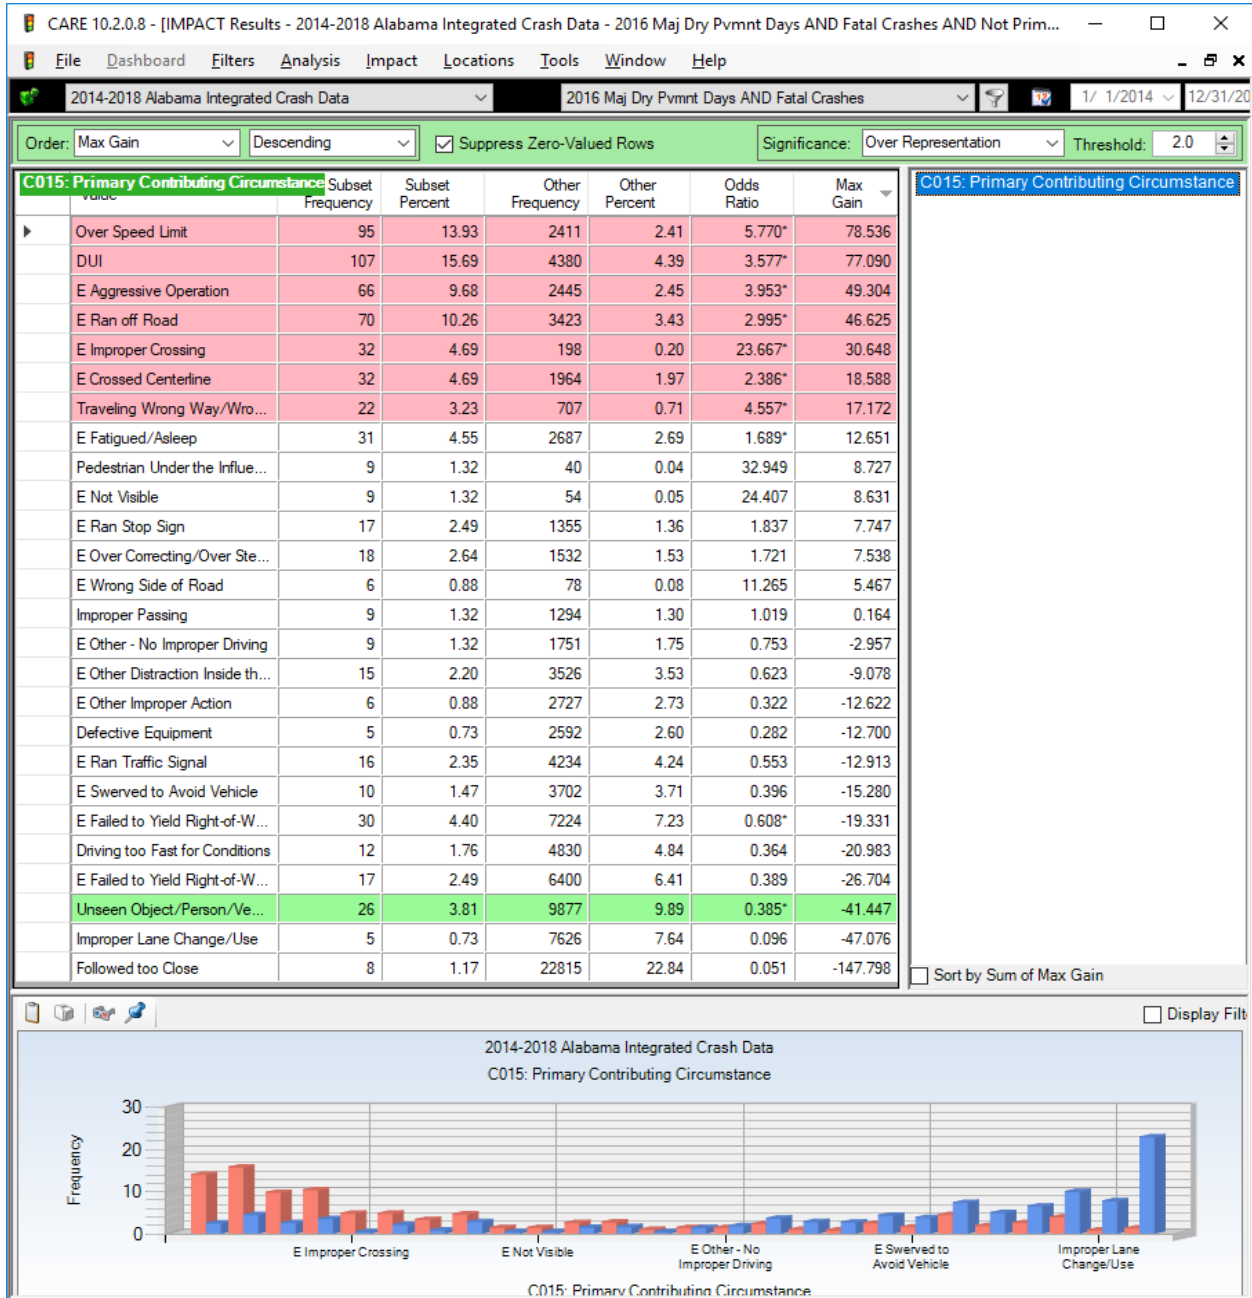 CARE 10.2.0.8 - [IMPACT Results - 2014-2018 Alabama Integrated Crash Data - 2016 Maj Dry Pvmnt Days AND Fatal Crashes AND Not Prim...
File Dashboard Filters Analysis Impact Locations Tools Window Help
2014-2018 Alabama Integrated Crash Data 2016 Maj Dry Pvmnt Days AND Fatal Crashes 1/ 1/2014 12/31/20
Order: Max Gain Descending Suppress Zero-Valued Rows Significance: Over Representation Threshold: 2.0
C015: Primary Contributing Circumstance Subset Frequency Subset Percent Other Frequency Other Percent Odds Ratio Max Gain
C015: Primary Contributing Circumstance
Over Speed Limit 95 13.93 2411 2.41 5.770* 78.536
DUI 107 15.69 4380 4.39 3.577* 77.090
E Aggressive Operation 66 9.68 2445 2.45 3.953* 49.304
E Ran off Road 70 10.26 3423 3.43 2.995* 46.625
E Improper Crossing 32 4.69 198 0.20 23.667* 30.648
E Crossed Centerline 32 4.69 1964 1.97 2.386* 18.588
Traveling Wrong Way/Wro... 22 3.23 707 0.71 4.557* 17.172
E Fatigued/Asleep 31 4.55 2687 2.69 1.689* 12.651
Pedestrian Under the Influe... 9 1.32 40 0.04 32.949 8.727
E Not Visible 9 1.32 54 0.05 24.407 8.631
E Ran Stop Sign 17 2.49 1355 1.36 1.837 7.747
E Over Correcting/Over Ste... 18 2.64 1532 1.53 1.721 7.538
E Wrong Side of Road 6 0.88 78 0.08 11.265 5.467
Improper Passing 9 1.32 1294 1.30 1.019 0.164
E Other - No Improper Driving 9 1.32 1751 1.75 0.753 -2.957
E Other Distraction Inside th... 15 2.20 3526 3.53 0.623 -9.078
E Other Improper Action 6 0.88 2727 2.73 0.322 -12.622
Defective Equipment 5 0.73 2592 2.60 0.282 -12.700
E Ran Traffic Signal 16 2.35 4234 4.24 0.553 -12.913
E Swerved to Avoid Vehicle 10 1.47 3702 3.71 0.396 -15.280
E Failed to Yield Right-of-W... 30 4.40 7224 7.23 0.608* -19.331
Driving too Fast for Conditions 12 1.76 4830 4.84 0.364 -20.983
E Failed to Yield Right-of-W... 17 2.49 6400 6.41 0.389 -26.704
Unseen Object/Person/Ve... 26 3.81 9877 9.89 0.385* -41.447
Improper Lane Change/Use 5 0.73 7626 7.64 0.096 -47.076
Followed too Close 8 1.17 22815 22.84 0.051 -147.798
Sort by Sum of Max Gain
Display Filt
2014-2018 Alabama Integrated Crash Data
C015: Primary Contributing Circumstance
30
20
10
0
Frequency
E Improper Crossing
E Not Visible
E Other - No
Improper Driving
E Swerved to
Avoid Vehicle
Improper Lane
Change/Use
C015: Primary Contributing Circumstance